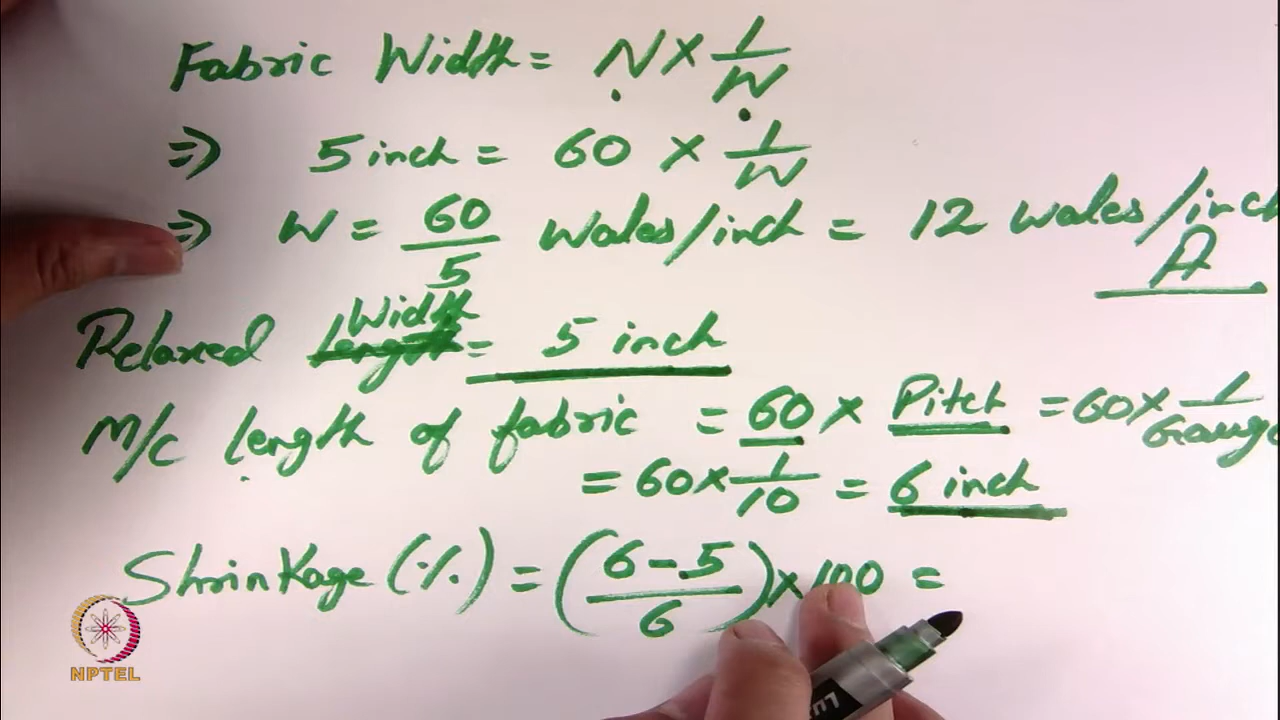 Fabric Width = N × 1/W
⇒ 5 inch = 60 × 1/W
⇒ W = 60/5 wales/inch = 12 wales/inch
A
Relaxed Width = 5 inch
M/c length of fabric = 60 × Pitch = 60 × 1/Gauge
= 60 × 1/10 = 6 inch
Shrinkage (%) = (6-5/6) × 100 =
NPTEL
Lu